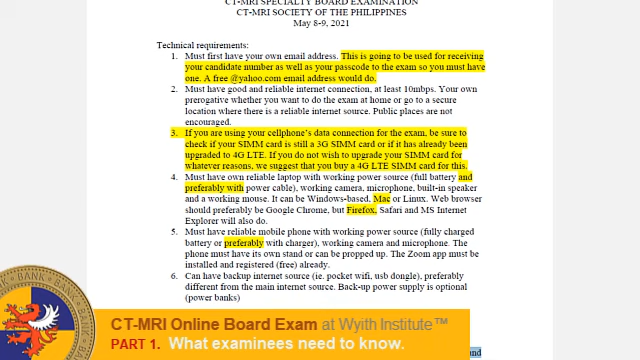 CT-MRI SPECIALTY BOARD EXAMINATION
CT-MRI SOCIETY OF THE PHILIPPINES
May 8-9, 2021
Technical requirements:
1. Must first have your own email address. This is going to be used for receiving
your candidate number as well as your passcode to the exam so you must have
one. A free @yahoo.com email address would do.
2. Must have good and reliable internet connection, at least 10mbps. Your own
prerogative whether you want to do the exam at home or go to a secure
location where there is a reliable internet source. Public places are not
encouraged.
3. If you are using your cellphone's data connection for the exam, be sure to
check if your SIMM card is still a 3G SIMM card or if it has already been
upgraded to 4G LTE. If you do not wish to upgrade your SIMM card for
whatever reasons, we suggest that you buy a 4G LTE SIMM card for this.
4. Must have own reliable laptop with working power source (full battery and
preferably with power cable), working camera, microphone, built-in speaker
and a working mouse. It can be Windows-based, Mac or Linux. Web browser
should preferably be Google Chrome, but Firefox, Safari and MS Internet
Explorer will also do.
5. Must have reliable mobile phone with working power source (fully charged
battery or preferably with charger), working camera and microphone. The
phone must have its own stand or can be propped up. The Zoom app must be
installed and registered (free) already.
6. Can have backup internet source (ie. pocket wifi, usb dongle), preferably
different from the main internet source. Back-up power supply is optional
(power banks)
BANK
CT-MRI Online Board Exam at Wyith Institute™
PART 1. What examinees need to know.
and